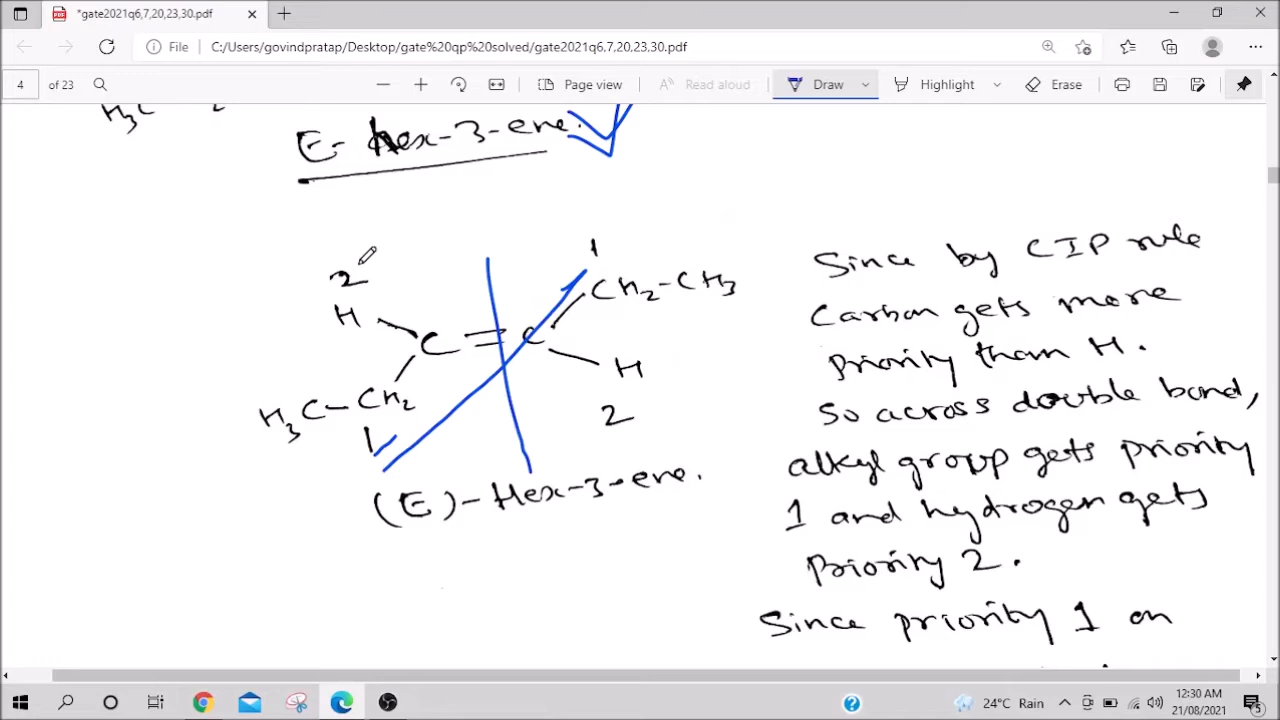 *gate2021q6,7,20,23,30.pdf
File C:/Users/govindpratap/Desktop/gate%20qp%20solved/gate2021q6,7,20,23,30.pdf
4 of 23
Page view
Read aloud
Draw
Highlight
Erase
H3C
E- hex-3-ene.
1
2
CH2-CH3
H
C = C
H
H3C-CH2
2
1
(E)-Hex-3-ene.
Since by CIP rule
Carbon gets more
Priority than H.
So across double bond,
alkyl group gets priority
1 and hydrogen gets
Priority 2.
Since priority 1 on
24°C Rain
12:30 AM
21/08/2021
5